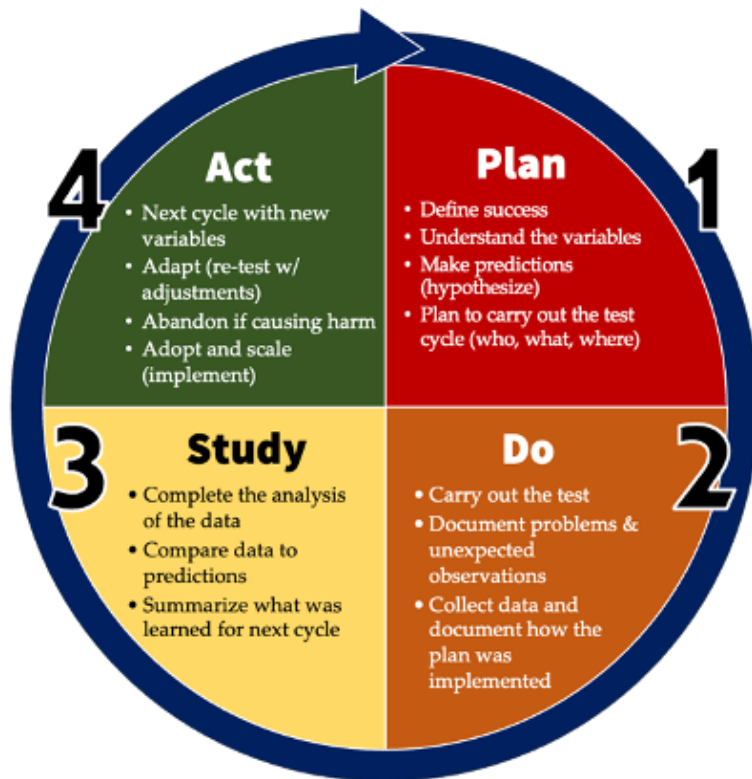 1
Plan
• Define success
• Understand the variables
• Make predictions
(hypothesize)
• Plan to carry out the test
cycle (who, what, where)
2
Do
• Carry out the test
• Document problems &
unexpected
observations
• Collect data and
document how the
plan was
implemented
3
Study
• Complete the analysis
of the data
• Compare data to
predictions
• Summarize what was
learned for next cycle
4
Act
• Next cycle with new
variables
• Adapt (re-test w/
adjustments)
• Abandon if causing harm
• Adopt and scale
(implement)